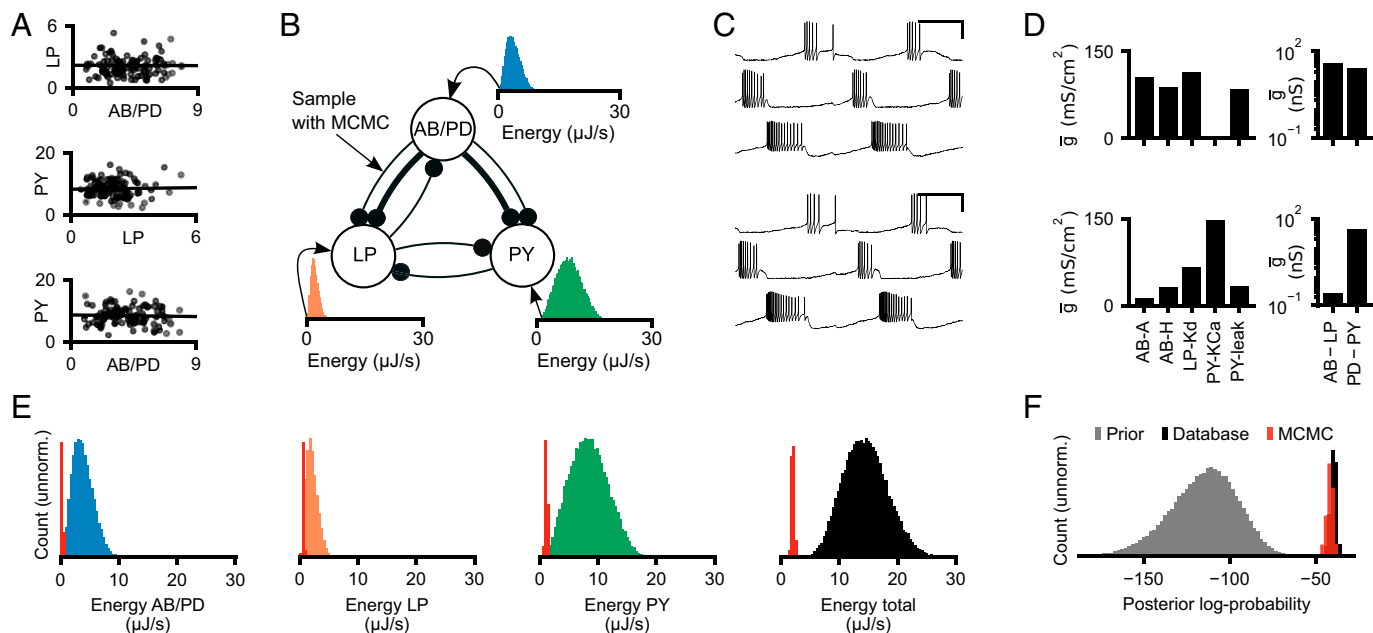 A
6
LP
0
0
AB/PD
9
20
PY
0
0
LP
6
20
PY
0
0
AB/PD
9
B
Sample
with MCMC
AB/PD
LP
PY
0
30
Energy (μJ/s)
0
30
Energy (μJ/s)
0
30
Energy (μJ/s)
C
D
150
g̅ (mS/cm²)
0
10²
g̅
(nS)
10⁻¹
150
g̅ (mS/cm²)
0
AB-A
AB-H
LP-Kd
PY-KCa
PY-leak
10²
g̅
(nS)
10⁻¹
AB – LP
PD – PY
E
Count (unnorm.)
0 10 20 30
Energy AB/PD
(μJ/s)
0 10 20 30
Energy LP
(μJ/s)
0 10 20 30
Energy PY
(μJ/s)
0 10 20 30
Energy total
(μJ/s)
F
Prior Database MCMC
Count (unnorm.)
−150 −100 −50
Posterior log-probability